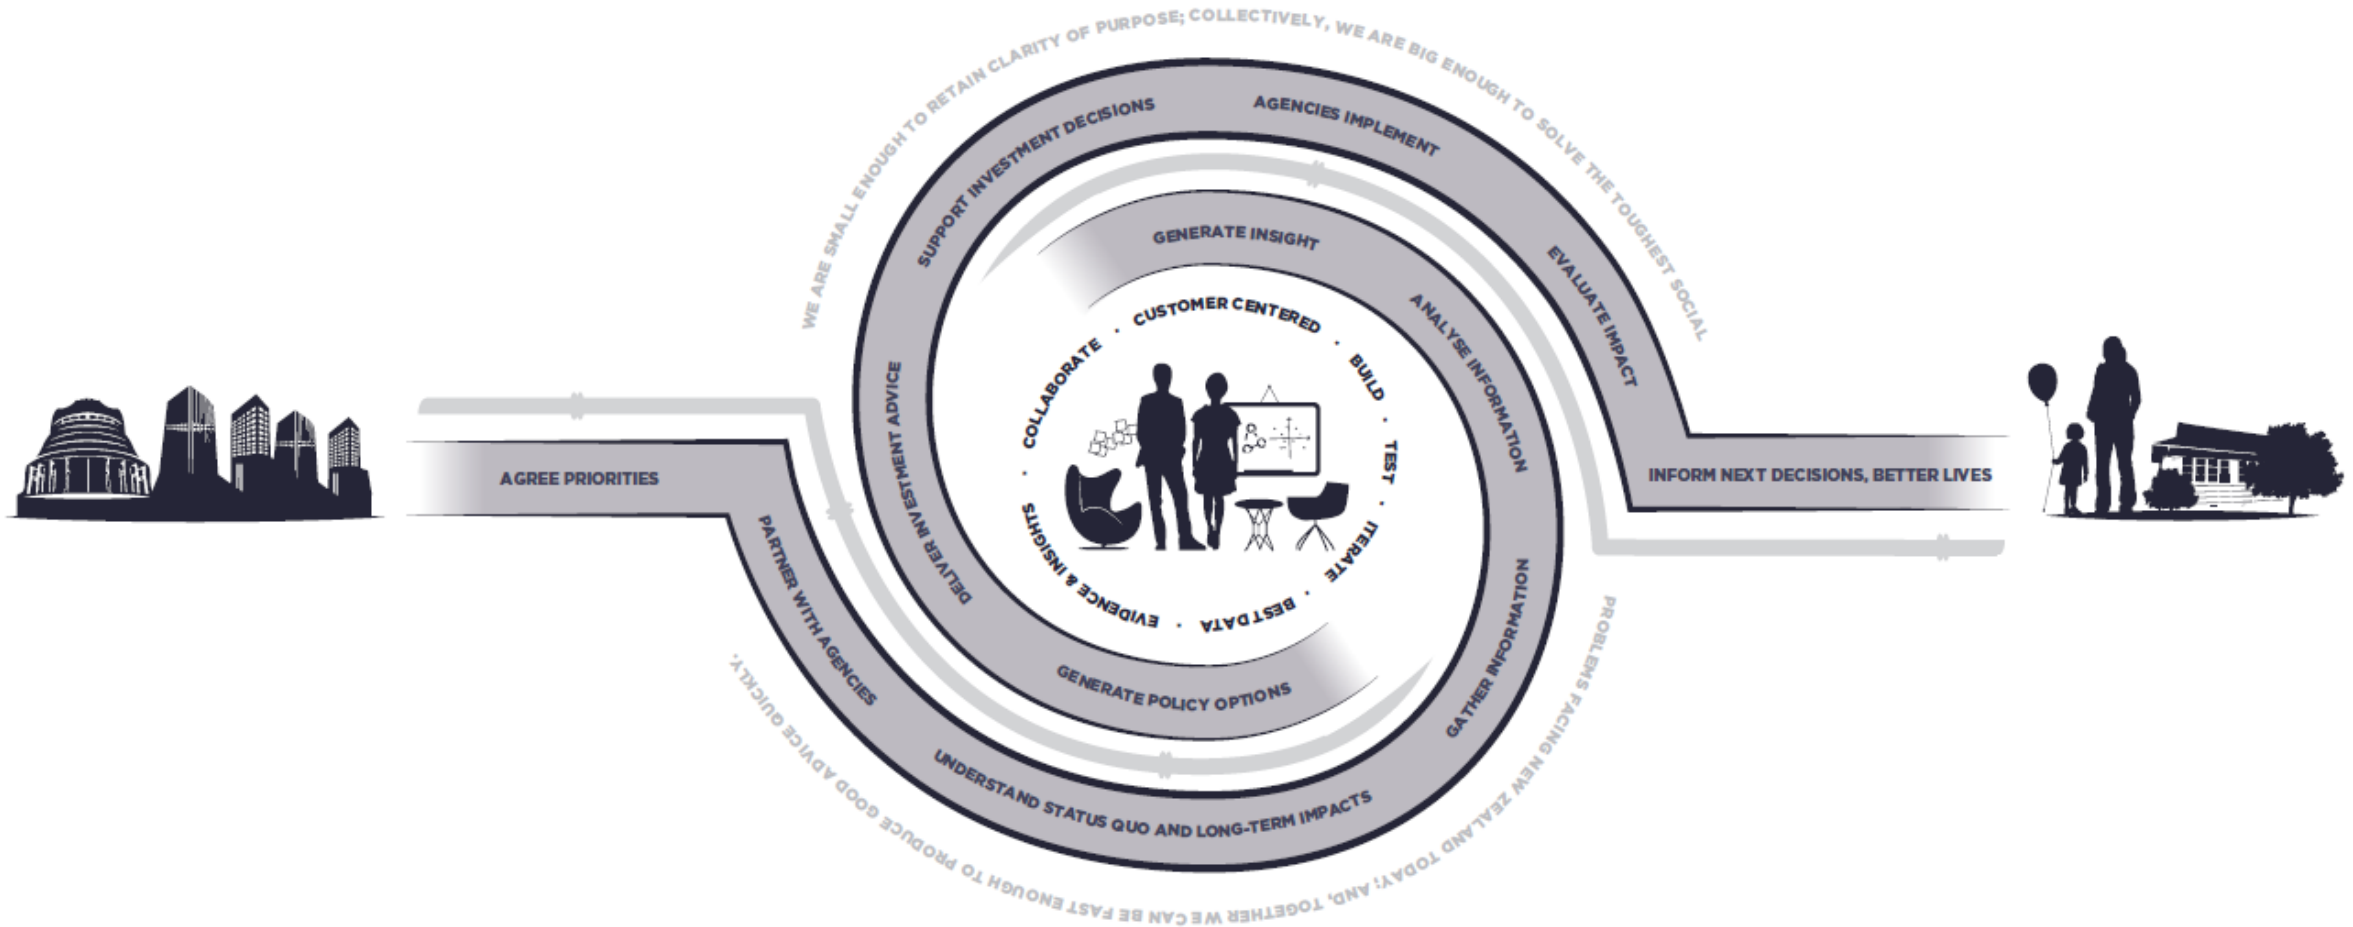 WE ARE SMALL ENOUGH TO RETAIN CLARITY OF PURPOSE; COLLECTIVELY, WE ARE BIG ENOUGH TO SOLVE THE TOUGHEST SOCIAL
PROBLEMS FACING NEW ZEALAND TODAY; AND, TOGETHER WE CAN BE FAST ENOUGH TO PRODUCE GOOD ADVICE QUICKLY.
AGREE PRIORITIES
PARTNER WITH AGENCIES
UNDERSTAND STATUS QUO AND LONG-TERM IMPACTS
GATHER INFORMATION
ANALYSE INFORMATION
GENERATE INSIGHT
GENERATE POLICY OPTIONS
DELIVER INVESTMENT ADVICE
SUPPORT INVESTMENT DECISIONS
AGENCIES IMPLEMENT
EVALUATE IMPACT
INFORM NEXT DECISIONS, BETTER LIVES
CUSTOMER CENTERED · BUILD · TEST · ITERATE · BEST DATA · EVIDENCE & INSIGHTS · COLLABORATE ·